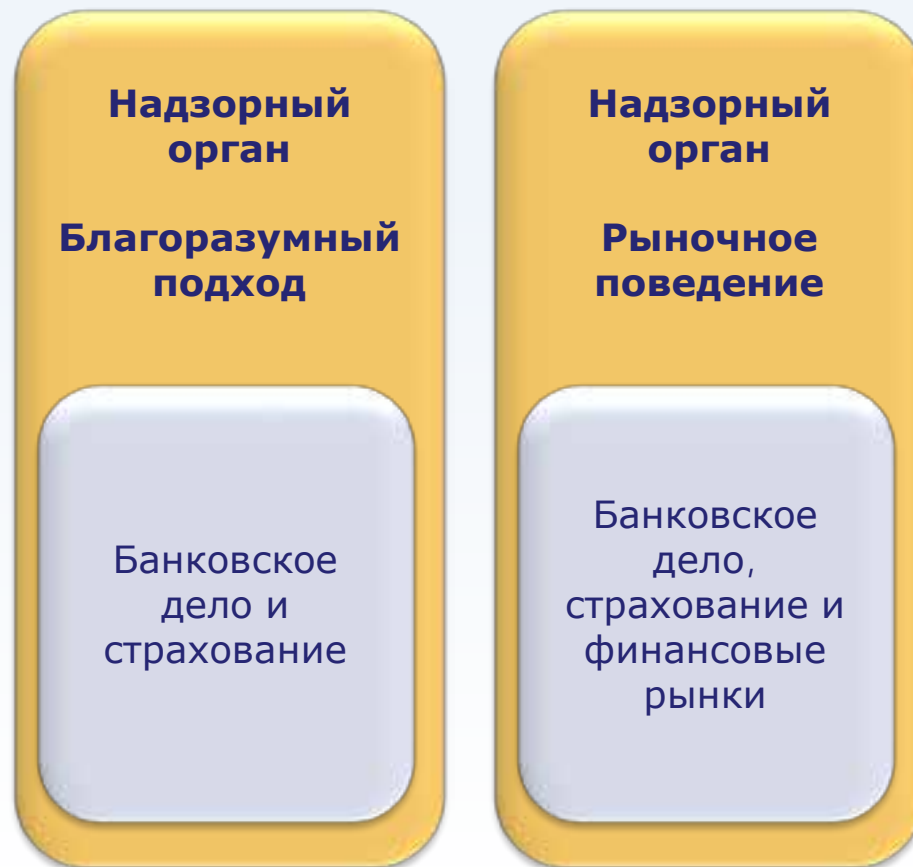 Надзорный
орган
Благоразумный
подход
Банковское
дело и
страхование
Надзорный
орган
Рыночное
поведение
Банковское
дело,
страхование и
финансовые
рынки